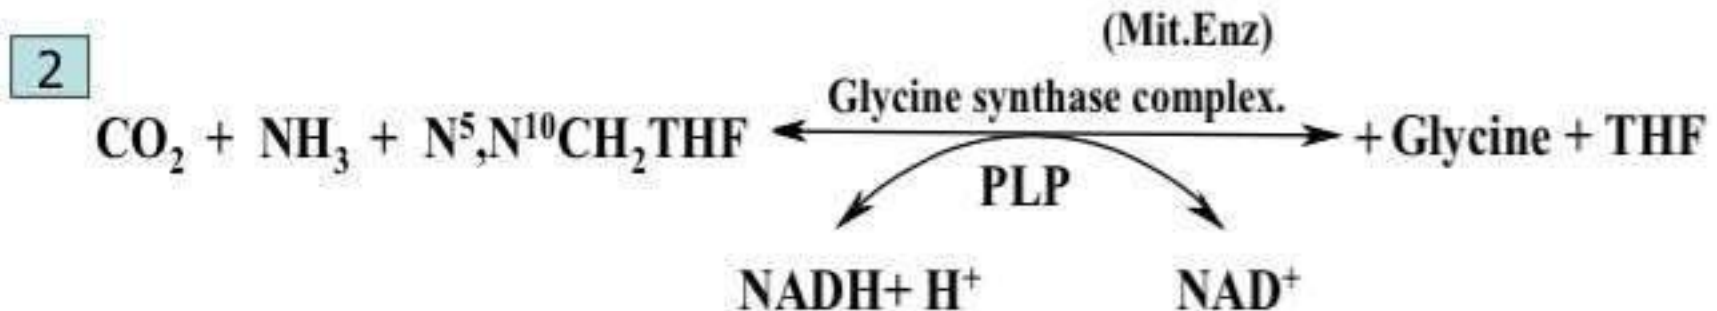 (Mit.Enz)
2
Glycine synthase complex.
CO₂ + NH₃ + N⁵,N¹⁰CH₂THF + Glycine + THF
PLP
NADH+ H⁺ NAD⁺